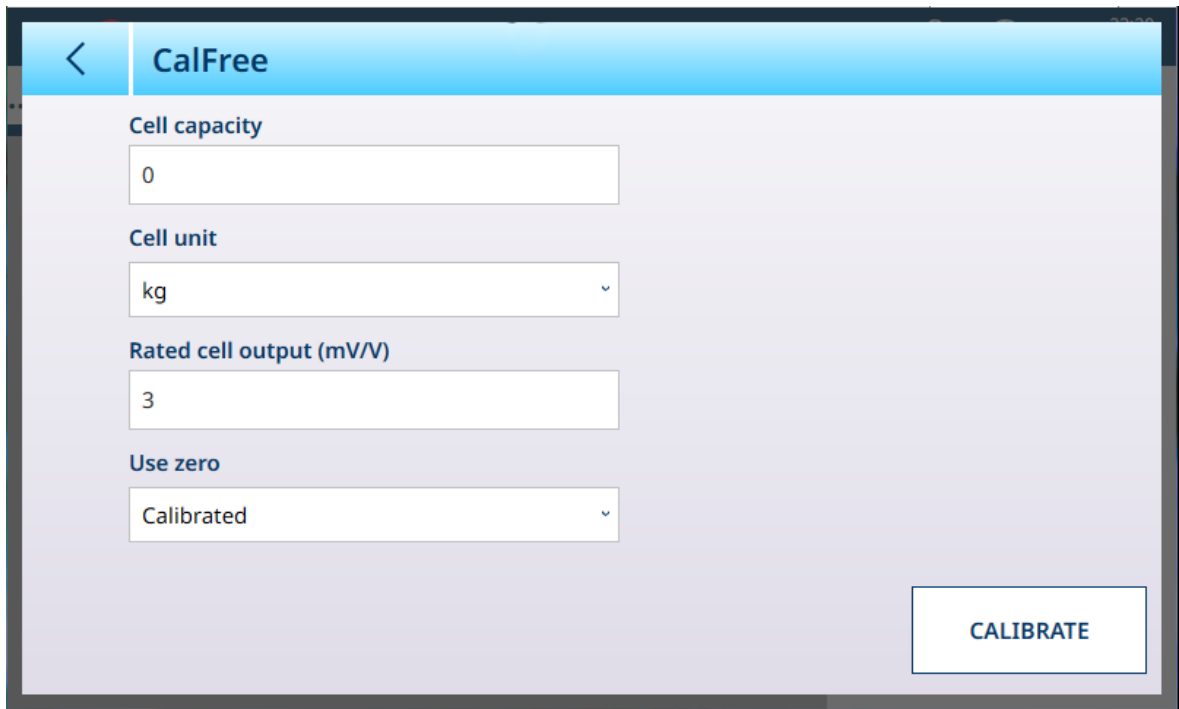 CalFree
Cell capacity
0
Cell unit
kg
Rated cell output (mV/V)
3
Use zero
Calibrated
CALIBRATE